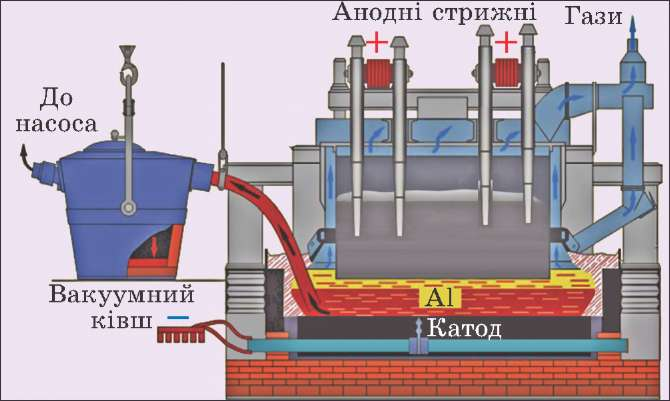 Анодні стрижні
Гази
+
+
До
насоса
Al
Вакуумний
ківш
–
Катод